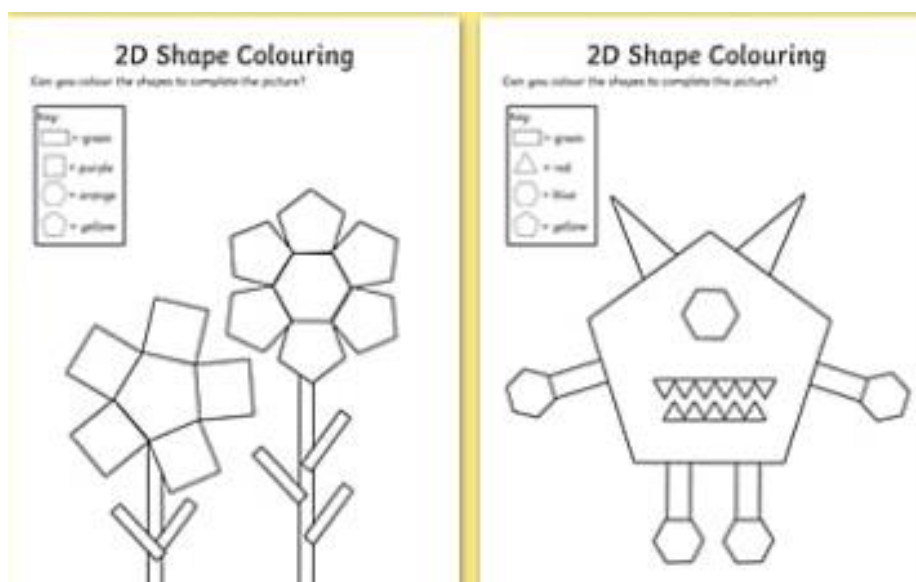 2D Shape Colouring
Can you colour the shapes to complete the picture?
Key:
= green
= purple
= orange
= yellow
2D Shape Colouring
Can you colour the shapes to complete the picture?
Key:
= green
= red
= blue
= yellow